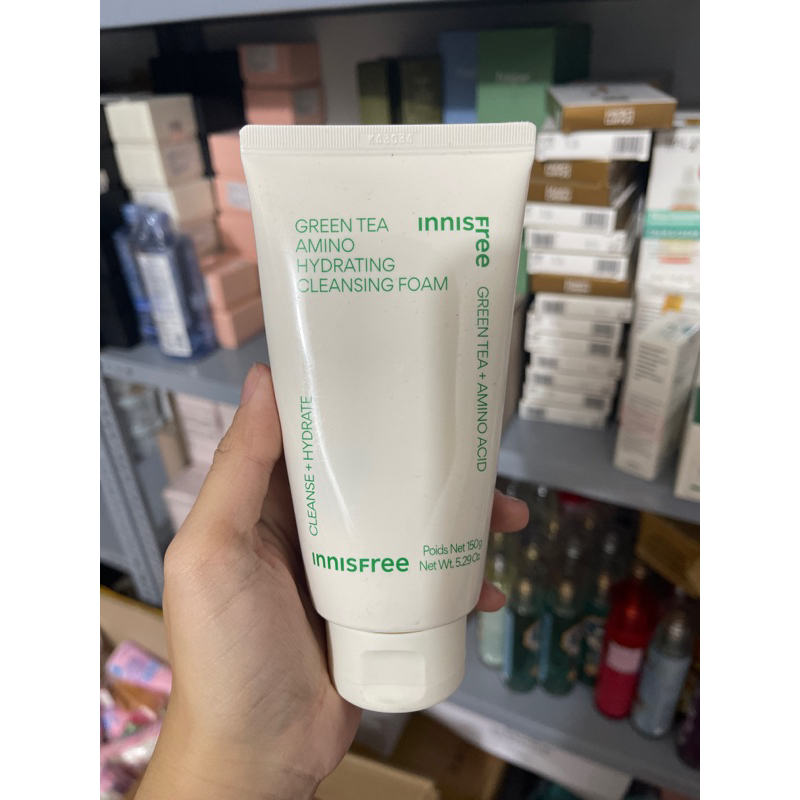 GREEN TEA
AMINO
HYDRATING
CLEANSING FOAM
innisfree
GREEN TEA + AMINO ACID
CLEANSE + HYDRATE
innisfree
Poids Net 150g
Net Wt. 5.29 Oz.